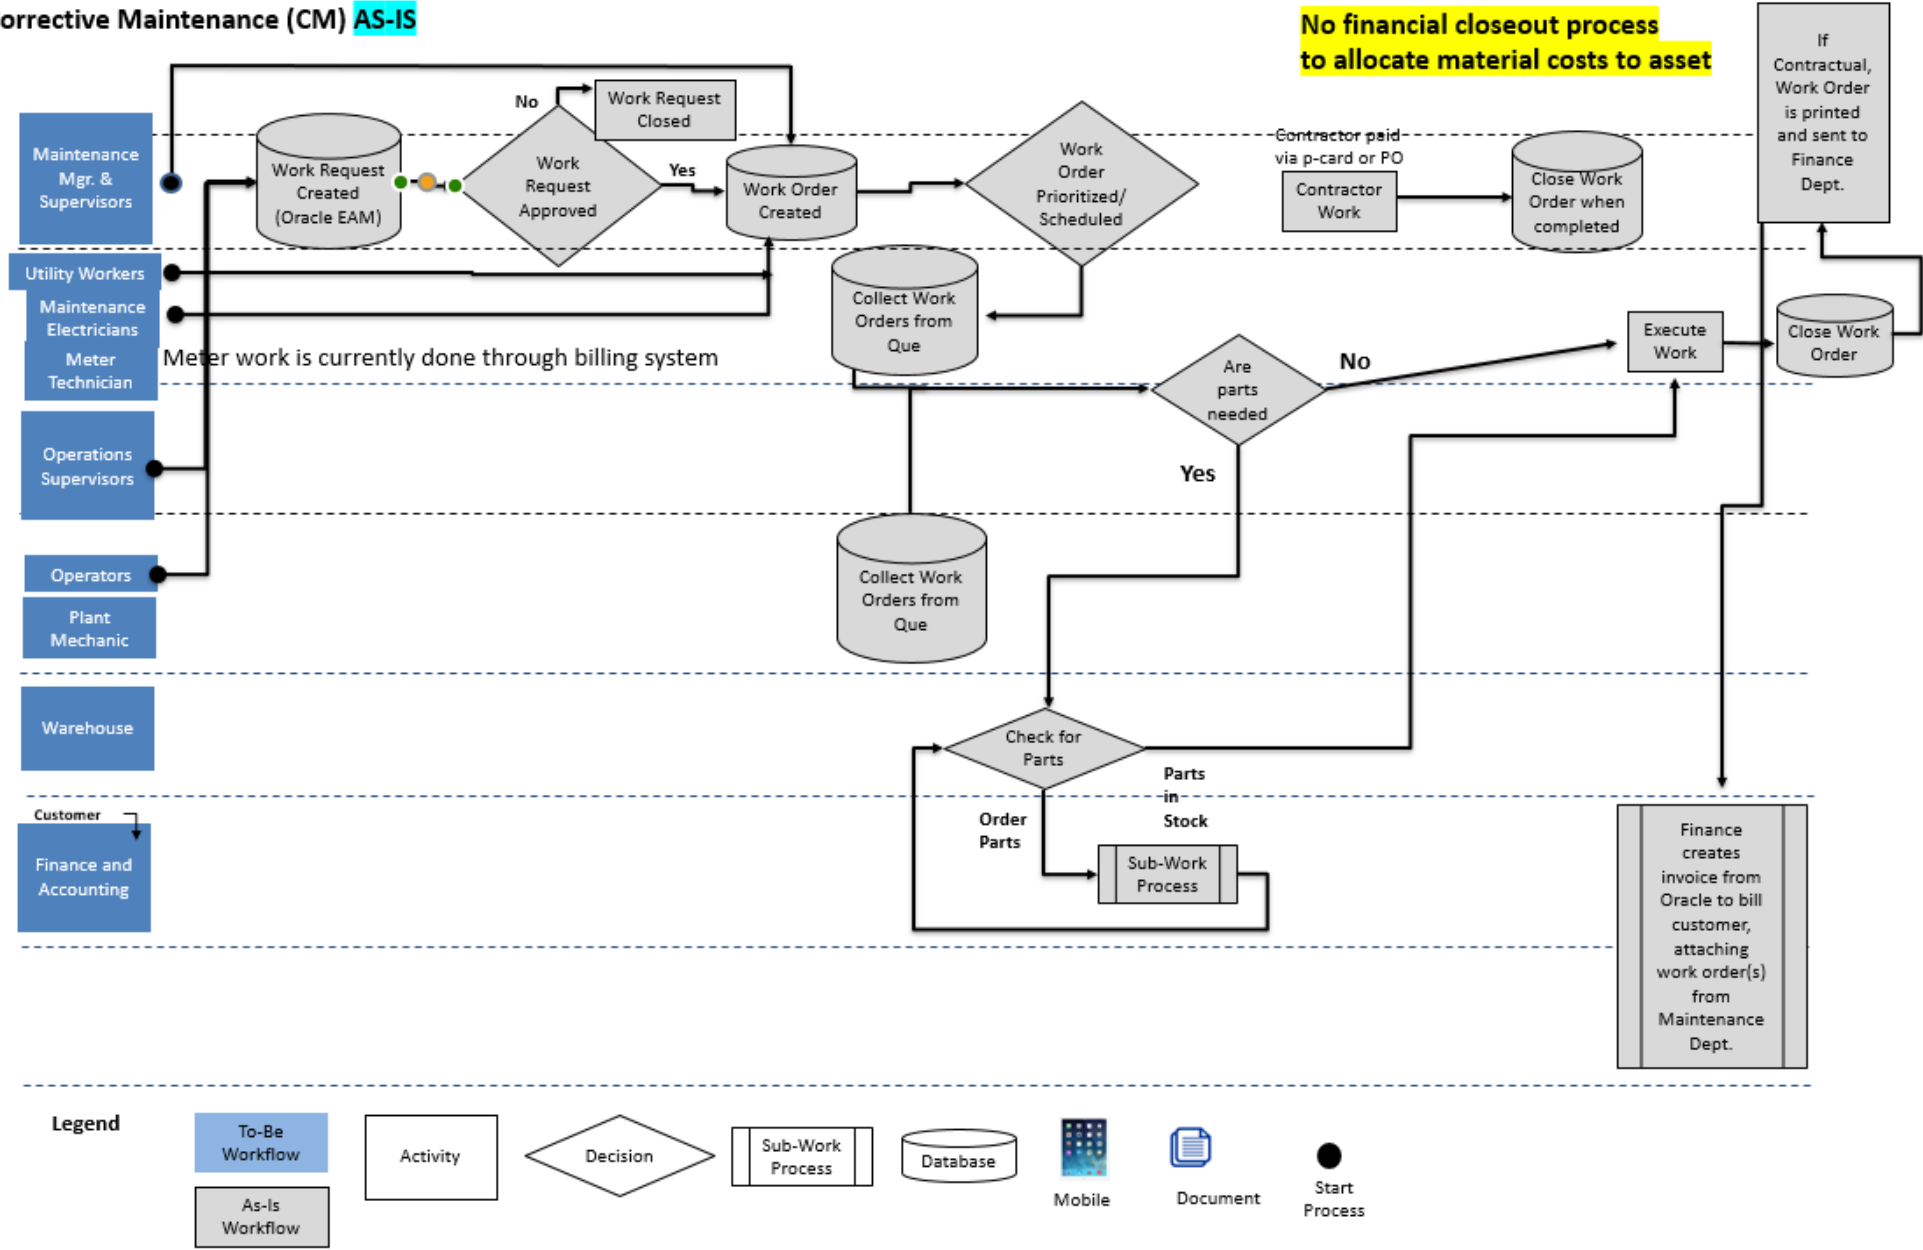 orrective Maintenance (CM) AS-IS
No financial closeout process
to allocate material costs to asset
If
Contractual,
Work Order
is printed
and sent to
Finance
Dept.
No
Work Request
Closed
Maintenance
Mgr. &
Supervisors
Work Request
Created
(Oracle EAM)
Work
Request
Approved
Yes
Work Order
Created
Work
Order
Prioritized/
Scheduled
Contractor paid
via p-card or PO
Contractor
Work
Close Work
Order when
completed
Utility Workers
Maintenance
Electricians
Meter
Technician
Meter work is currently done through billing system
Collect Work
Orders from
Que
Are
parts
needed
No
Yes
Execute
Work
Close Work
Order
Operations
Supervisors
Operators
Plant
Mechanic
Collect Work
Orders from
Que
Warehouse
Check for
Parts
Parts
in
Stock
Order
Parts
Sub-Work
Process
Customer
Finance and
Accounting
Finance
creates
invoice from
Oracle to bill
customer,
attaching
work order(s)
from
Maintenance
Dept.
Legend
To-Be
Workflow
As-Is
Workflow
Activity
Decision
Sub-Work
Process
Database
Mobile
Document
Start
Process